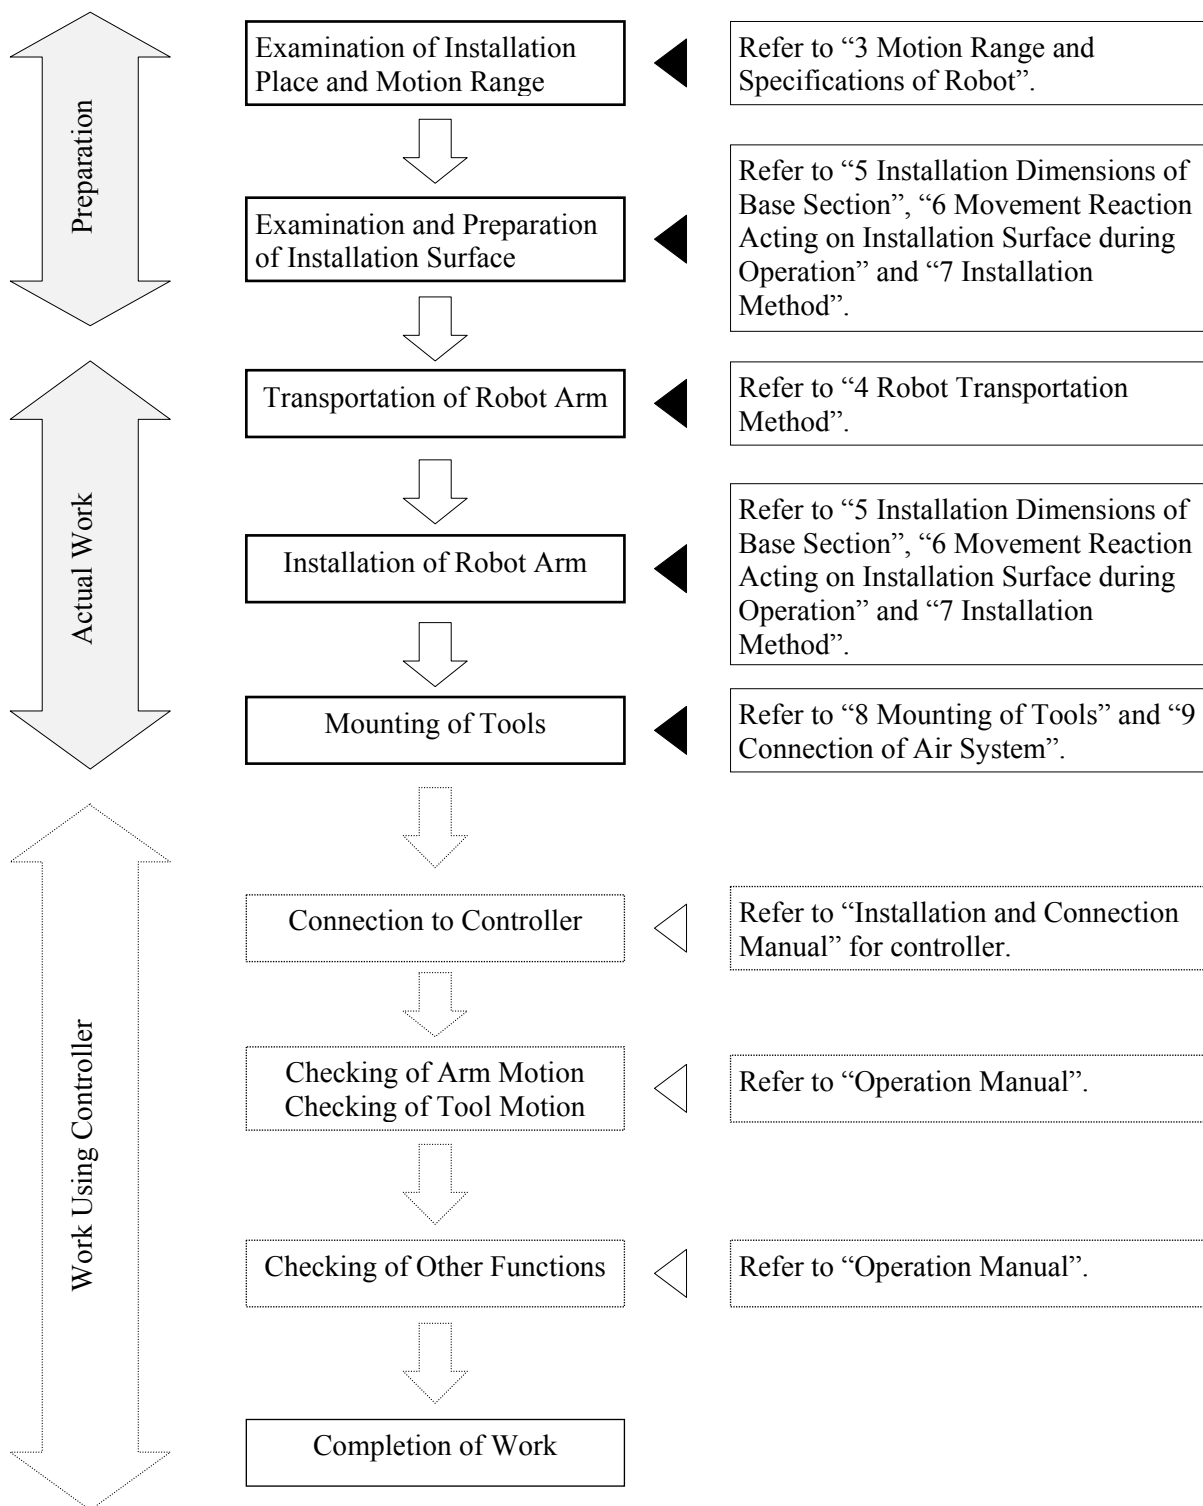 Preparation
Examination of Installation
Place and Motion Range
Refer to “3 Motion Range and
Specifications of Robot”.
Examination and Preparation
of Installation Surface
Refer to “5 Installation Dimensions of
Base Section”, “6 Movement Reaction
Acting on Installation Surface during
Operation” and “7 Installation
Method”.
Actual Work
Transportation of Robot Arm
Refer to “4 Robot Transportation
Method”.
Installation of Robot Arm
Refer to “5 Installation Dimensions of
Base Section”, “6 Movement Reaction
Acting on Installation Surface during
Operation” and “7 Installation
Method”.
Mounting of Tools
Refer to “8 Mounting of Tools” and “9
Connection of Air System”.
Work Using Controller
Connection to Controller
Refer to “Installation and Connection
Manual” for controller.
Checking of Arm Motion
Checking of Tool Motion
Refer to “Operation Manual”.
Checking of Other Functions
Refer to “Operation Manual”.
Completion of Work